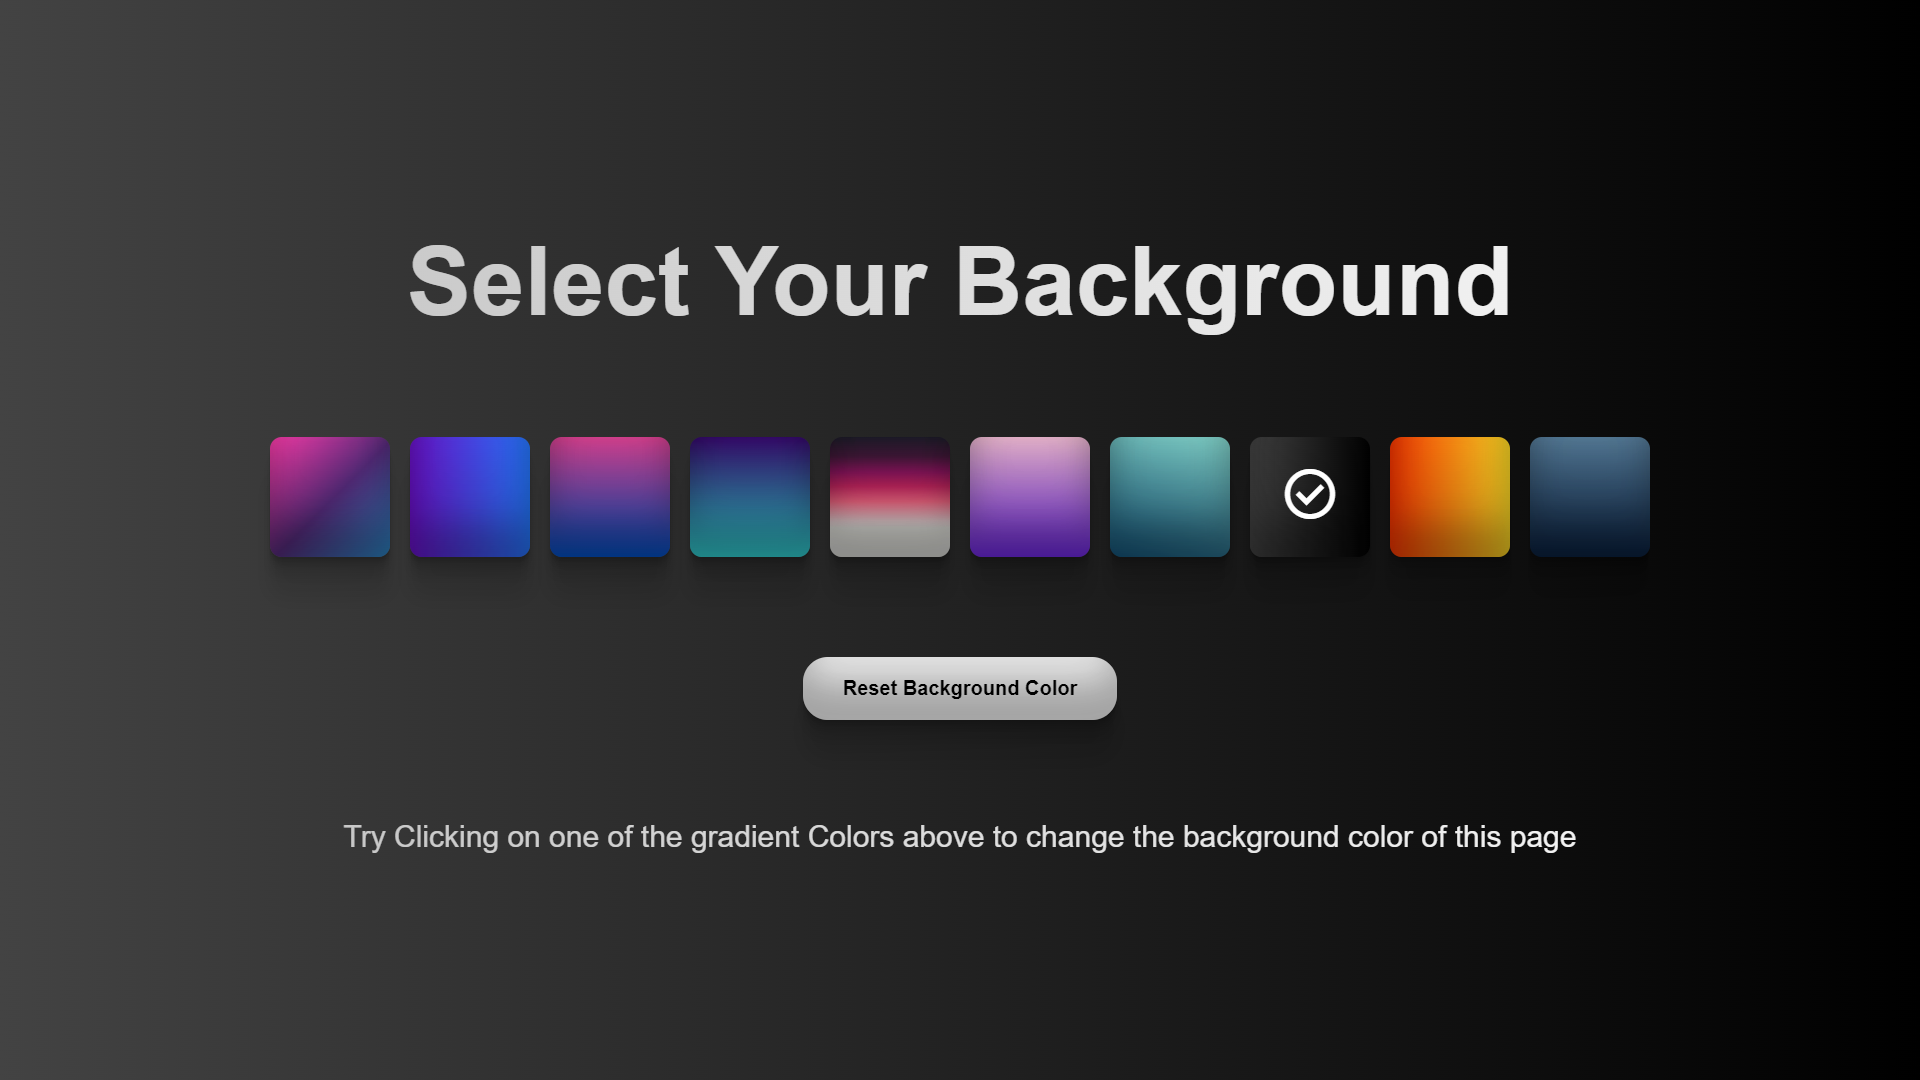 Select Your Background
Reset Background Color
Try Clicking on one of the gradient Colors above to change the background color of this page